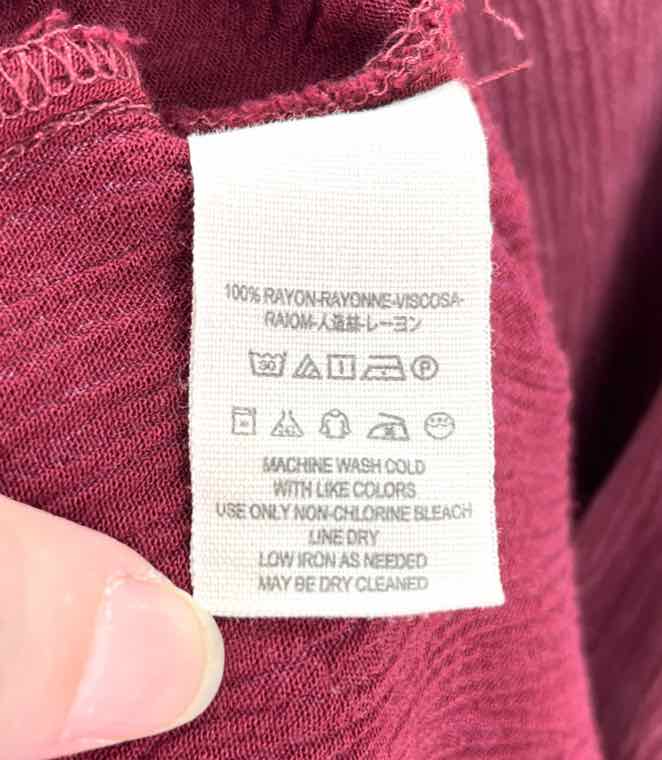 100% RAYON-RAYONNE-VISCOSA-
RAIOM-人造絲-レーヨン
30
MACHINE WASH COLD
WITH LIKE COLORS
USE ONLY NON-CHLORINE BLEACH
LINE DRY
LOW IRON AS NEEDED
MAY BE DRY CLEANED